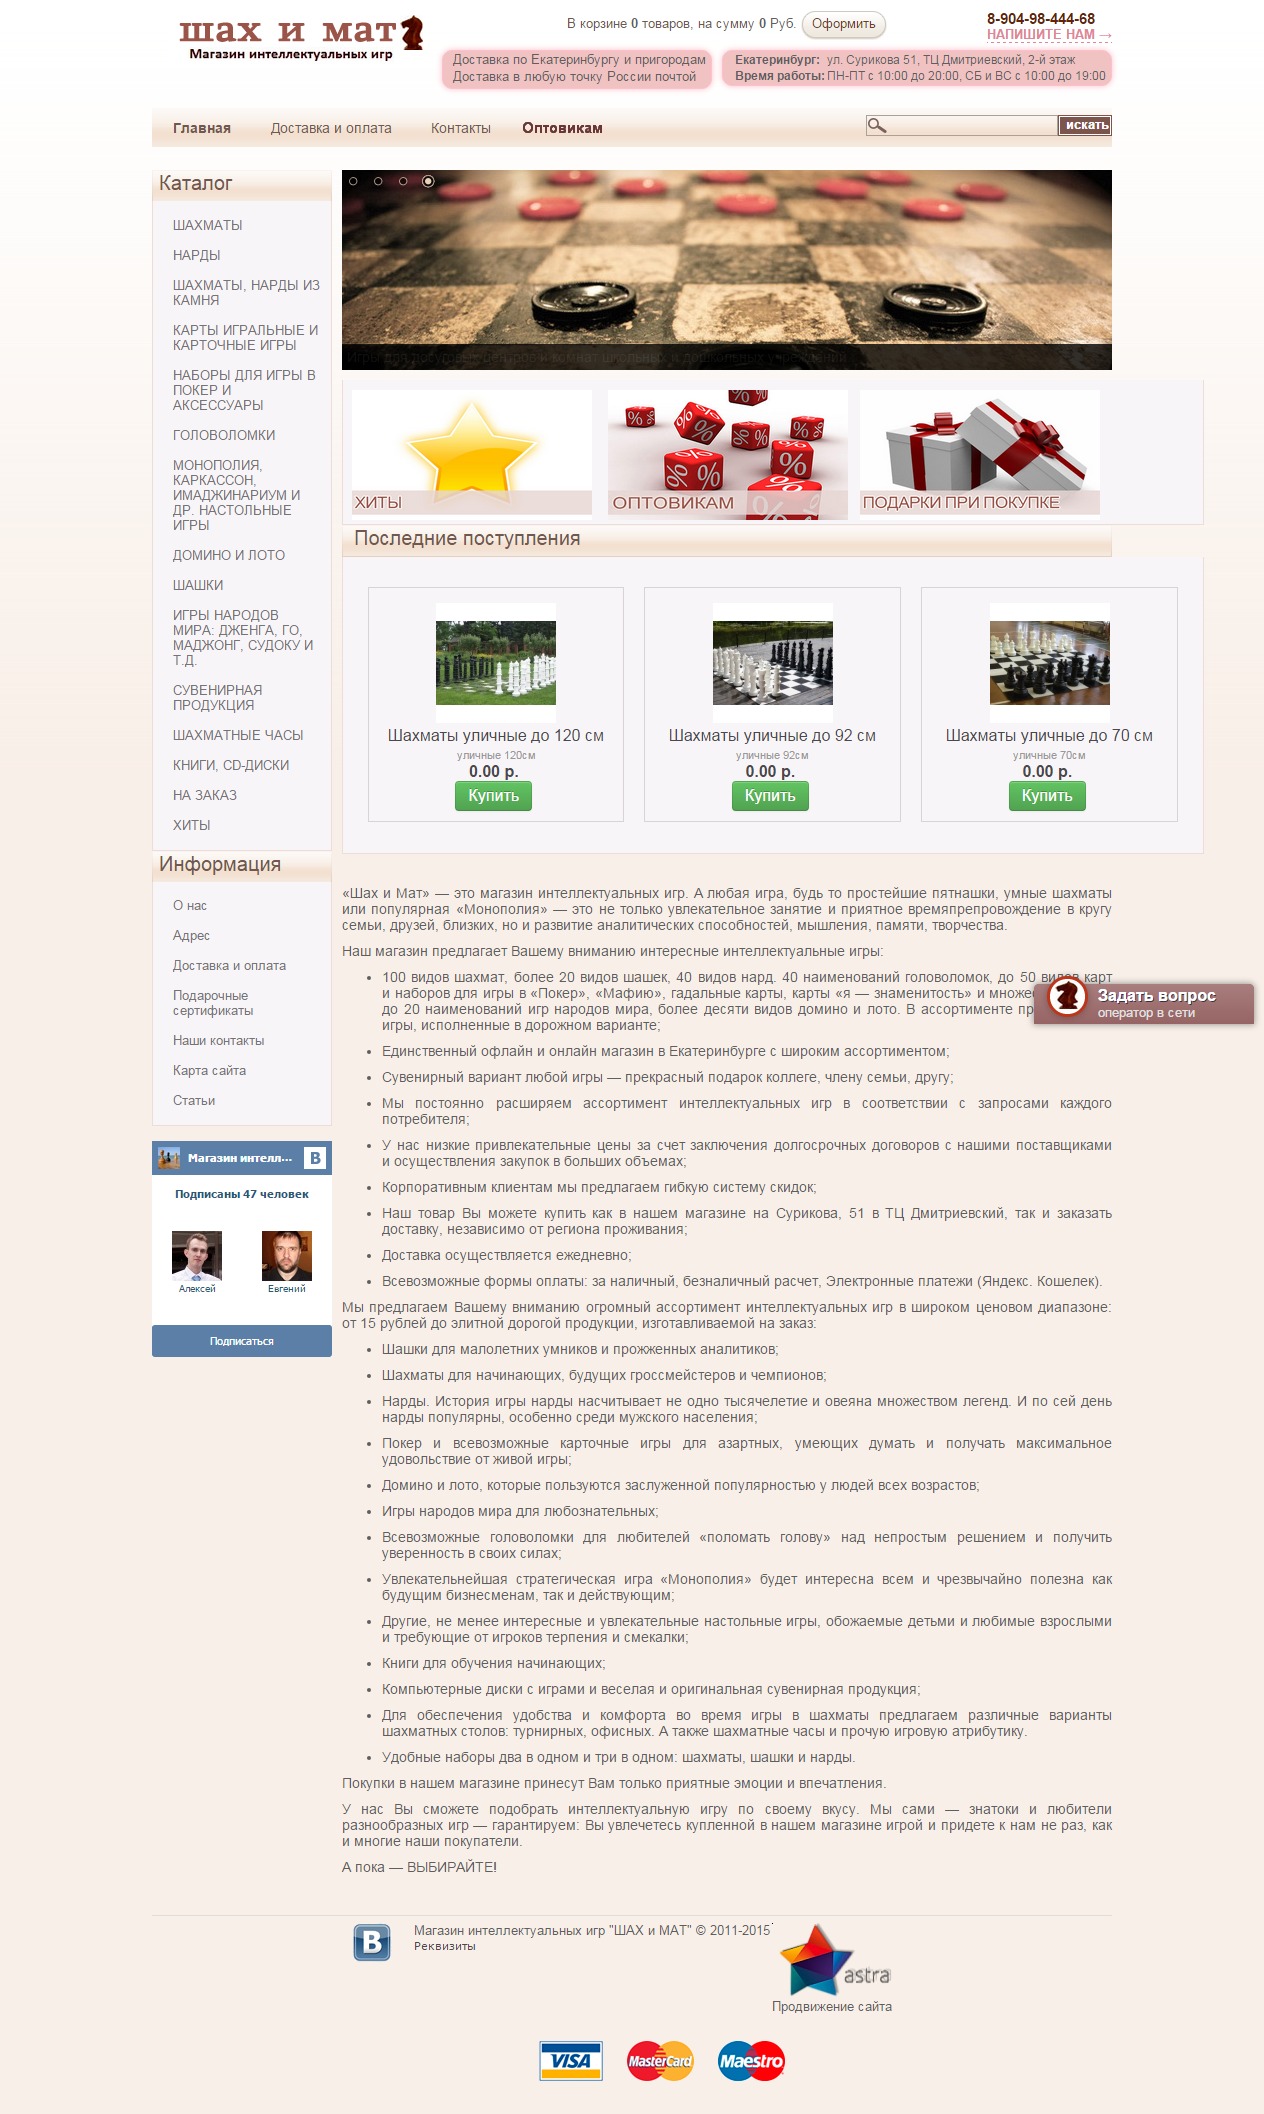 шах и мат
Магазин интеллектуальных игр
В корзине 0 товаров, на сумму 0 Руб. Оформить
8-904-98-444-68
НАПИШИТЕ НАМ →
Доставка по Екатеринбургу и пригородам
Доставка в любую точку России почтой
Екатеринбург: ул. Сурикова 51, ТЦ Дмитриевский, 2-й этаж
Время работы: ПН-ПТ с 10:00 до 20:00, СБ и ВС с 10:00 до 19:00
Главная Доставка и оплата Контакты Оптовикам искать
Каталог
ШАХМАТЫ
НАРДЫ
ШАХМАТЫ, НАРДЫ ИЗ
КАМНЯ
КАРТЫ ИГРАЛЬНЫЕ И
КАРТОЧНЫЕ ИГРЫ
НАБОРЫ ДЛЯ ИГРЫ В
ПОКЕР И
АКСЕССУАРЫ
ГОЛОВОЛОМКИ
МОНОПОЛИЯ,
КАРКАССОН,
ИМАДЖИНАРИУМ И
ДР. НАСТОЛЬНЫЕ
ИГРЫ
ДОМИНО И ЛОТО
ШАШКИ
ИГРЫ НАРОДОВ
МИРА: ДЖЕНГА, ГО,
МАДЖОНГ, СУДОКУ И
Т.Д.
СУВЕНИРНАЯ
ПРОДУКЦИЯ
ШАХМАТНЫЕ ЧАСЫ
КНИГИ, CD-ДИСКИ
НА ЗАКАЗ
ХИТЫ
Информация
О нас
Адрес
Доставка и оплата
Подарочные
сертификаты
Наши контакты
Карта сайта
Статьи
Магазин интелл...
Подписаны 47 человек
Алексей Евгений
Подписаться
Игры для досуговых центров и комнат школьных и дошкольных учреждений
ХИТЫ
ОПТОВИКАМ
ПОДАРКИ ПРИ ПОКУПКЕ
Последние поступления
Шахматы уличные до 120 см
уличные 120см
0.00 р.
Купить
Шахматы уличные до 92 см
уличные 92см
0.00 р.
Купить
Шахматы уличные до 70 см
уличные 70см
0.00 р.
Купить
«Шах и Мат» — это магазин интеллектуальных игр. А любая игра, будь то простейшие пятнашки, умные шахматы
или популярная «Монополия» — это не только увлекательное занятие и приятное времяпрепровождение в кругу
семьи, друзей, близких, но и развитие аналитических способностей, мышления, памяти, творчества.
Наш магазин предлагает Вашему вниманию интересные интеллектуальные игры:
• 100 видов шахмат, более 20 видов шашек, 40 видов нард. 40 наименований головоломок, до 50 видов карт
и наборов для игры в «Покер», «Мафию», гадальные карты, карты «я — знаменитость» и
до 20 наименований игр народов мира, более десяти видов домино и лото. В ассортименте
игры, исполненные в дорожном варианте;
• Единственный офлайн и онлайн магазин в Екатеринбурге с широким ассортиментом;
• Сувенирный вариант любой игры — прекрасный подарок коллеге, члену семьи, другу;
• Мы постоянно расширяем ассортимент интеллектуальных игр в соответствии с запросами каждого
потребителя;
• У нас низкие привлекательные цены за счет заключения долгосрочных договоров с нашими поставщиками
и осуществления закупок в больших объемах;
• Корпоративным клиентам мы предлагаем гибкую систему скидок;
• Наш товар Вы можете купить как в нашем магазине на Сурикова, 51 в ТЦ Дмитриевский, так и заказать
доставку, независимо от региона проживания;
• Доставка осуществляется ежедневно;
• Всевозможные формы оплаты: за наличный, безналичный расчет, Электронные платежи (Яндекс. Кошелек).
Мы предлагаем Вашему вниманию огромный ассортимент интеллектуальных игр в широком ценовом диапазоне:
от 15 рублей до элитной дорогой продукции, изготавливаемой на заказ:
• Шашки для малолетних умников и прожженных аналитиков;
• Шахматы для начинающих, будущих гроссмейстеров и чемпионов;
• Нарды. История игры нарды насчитывает не одно тысячелетие и овеяна множеством легенд. И по сей день
нарды популярны, особенно среди мужского населения;
• Покер и всевозможные карточные игры для азартных, умеющих думать и получать максимальное
удовольствие от живой игры;
• Домино и лото, которые пользуются заслуженной популярностью у людей всех возрастов;
• Игры народов мира для любознательных;
• Всевозможные головоломки для любителей «поломать голову» над непростым решением и получить
уверенность в своих силах;
• Увлекательнейшая стратегическая игра «Монополия» будет интересна всем и чрезвычайно полезна как
будущим бизнесменам, так и действующим;
• Другие, не менее интересные и увлекательные настольные игры, обожаемые детьми и любимые взрослыми
и требующие от игроков терпения и смекалки;
• Книги для обучения начинающих;
• Компьютерные диски с играми и веселая и оригинальная сувенирная продукция;
• Для обеспечения удобства и комфорта во время игры в шахматы предлагаем различные варианты
шахматных столов: турнирных, офисных. А также шахматные часы и прочую игровую атрибутику.
• Удобные наборы два в одном и три в одном: шахматы, шашки и нарды.
Покупки в нашем магазине принесут Вам только приятные эмоции и впечатления.
У нас Вы сможете подобрать интеллектуальную игру по своему вкусу. Мы сами — знатоки и любители
разнообразных игр — гарантируем: Вы увлечетесь купленной в нашем магазине игрой и придете к нам не раз, как
и многие наши покупатели.
А пока — ВЫБИРАЙТЕ!
Задать вопрос
оператор в сети
Магазин интеллектуальных игр "ШАХ и МАТ" © 2011-2015
Реквизиты
astra
Продвижение сайта
VISA MasterCard Maestro